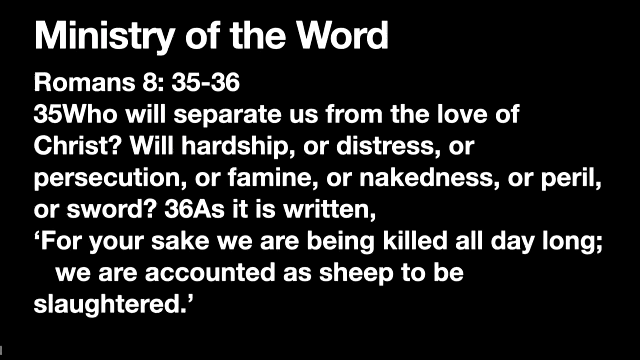 Ministry of the Word
Romans 8: 35-36
35Who will separate us from the love of
Christ? Will hardship, or distress, or
persecution, or famine, or nakedness, or peril,
or sword? 36As it is written,
‘For your sake we are being killed all day long;
we are accounted as sheep to be
slaughtered.’